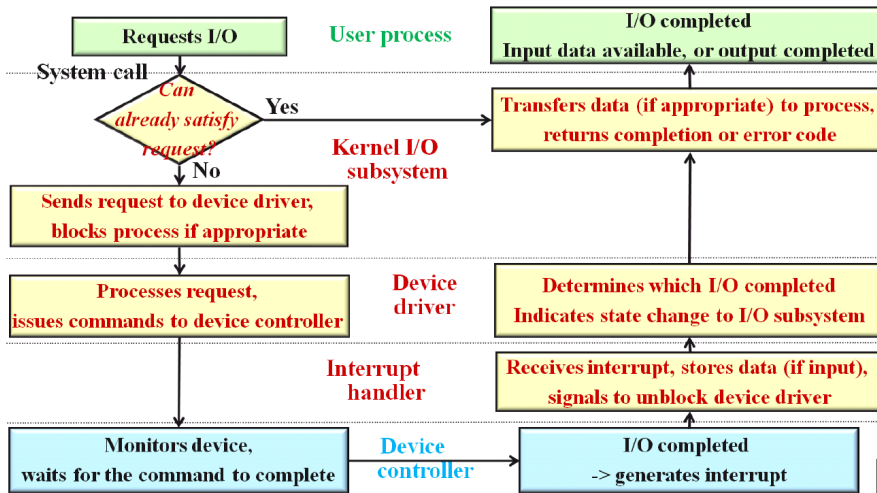 Requests I/O
User process
I/O completed
Input data available, or output completed
System call
Can
already satisfy
request?
Yes
No
Transfers data (if appropriate) to process,
returns completion or error code
Kernel I/O
subsystem
Sends request to device driver,
blocks process if appropriate
Processes request,
issues commands to device controller
Device
driver
Determines which I/O completed
Indicates state change to I/O subsystem
Interrupt
handler
Receives interrupt, stores data (if input),
signals to unblock device driver
Monitors device,
waits for the command to complete
Device
controller
I/O completed
-> generates interrupt